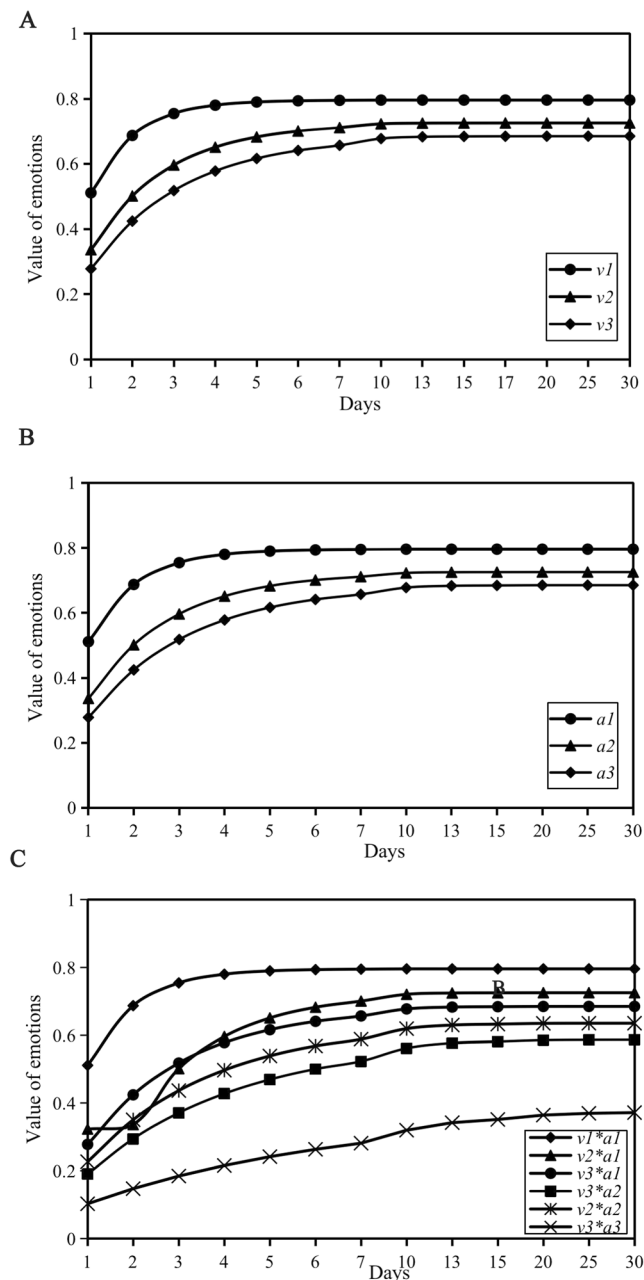 A
1
0.8
0.6
0.4
0.2
0
Value of emotions
v1
v2
v3
1 2 3 4 5 6 7 10 13 15 17 20 25 30
Days
B
1
0.8
0.6
0.4
0.2
0
Value of emotions
a1
a2
a3
1 2 3 4 5 6 7 10 13 15 20 25 30
Days
C
1
0.8
0.6
0.4
0.2
0
Value of emotions
B
v1*a1
v2*a1
v3*a1
v3*a2
v2*a2
v3*a3
1 2 3 4 5 6 7 10 13 15 20 25 30
Days